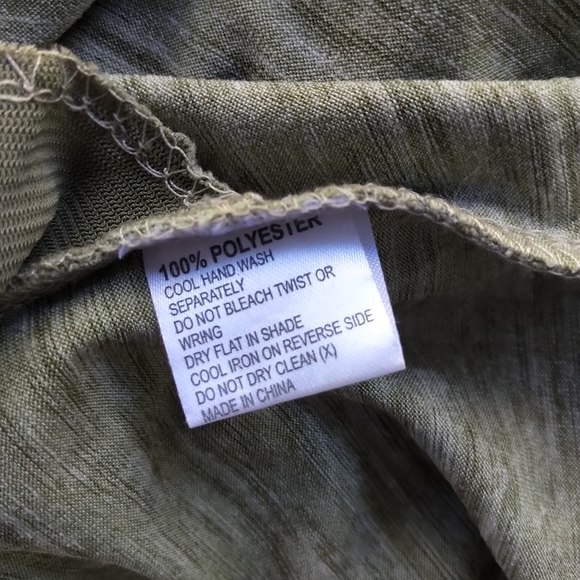 100% POLYESTER
COOL HAND WASH
SEPARATELY
DO NOT BLEACH TWIST OR
WRING
DRY FLAT IN SHADE
COOL IRON ON REVERSE SIDE
DO NOT DRY CLEAN (X)
MADE IN CHINA